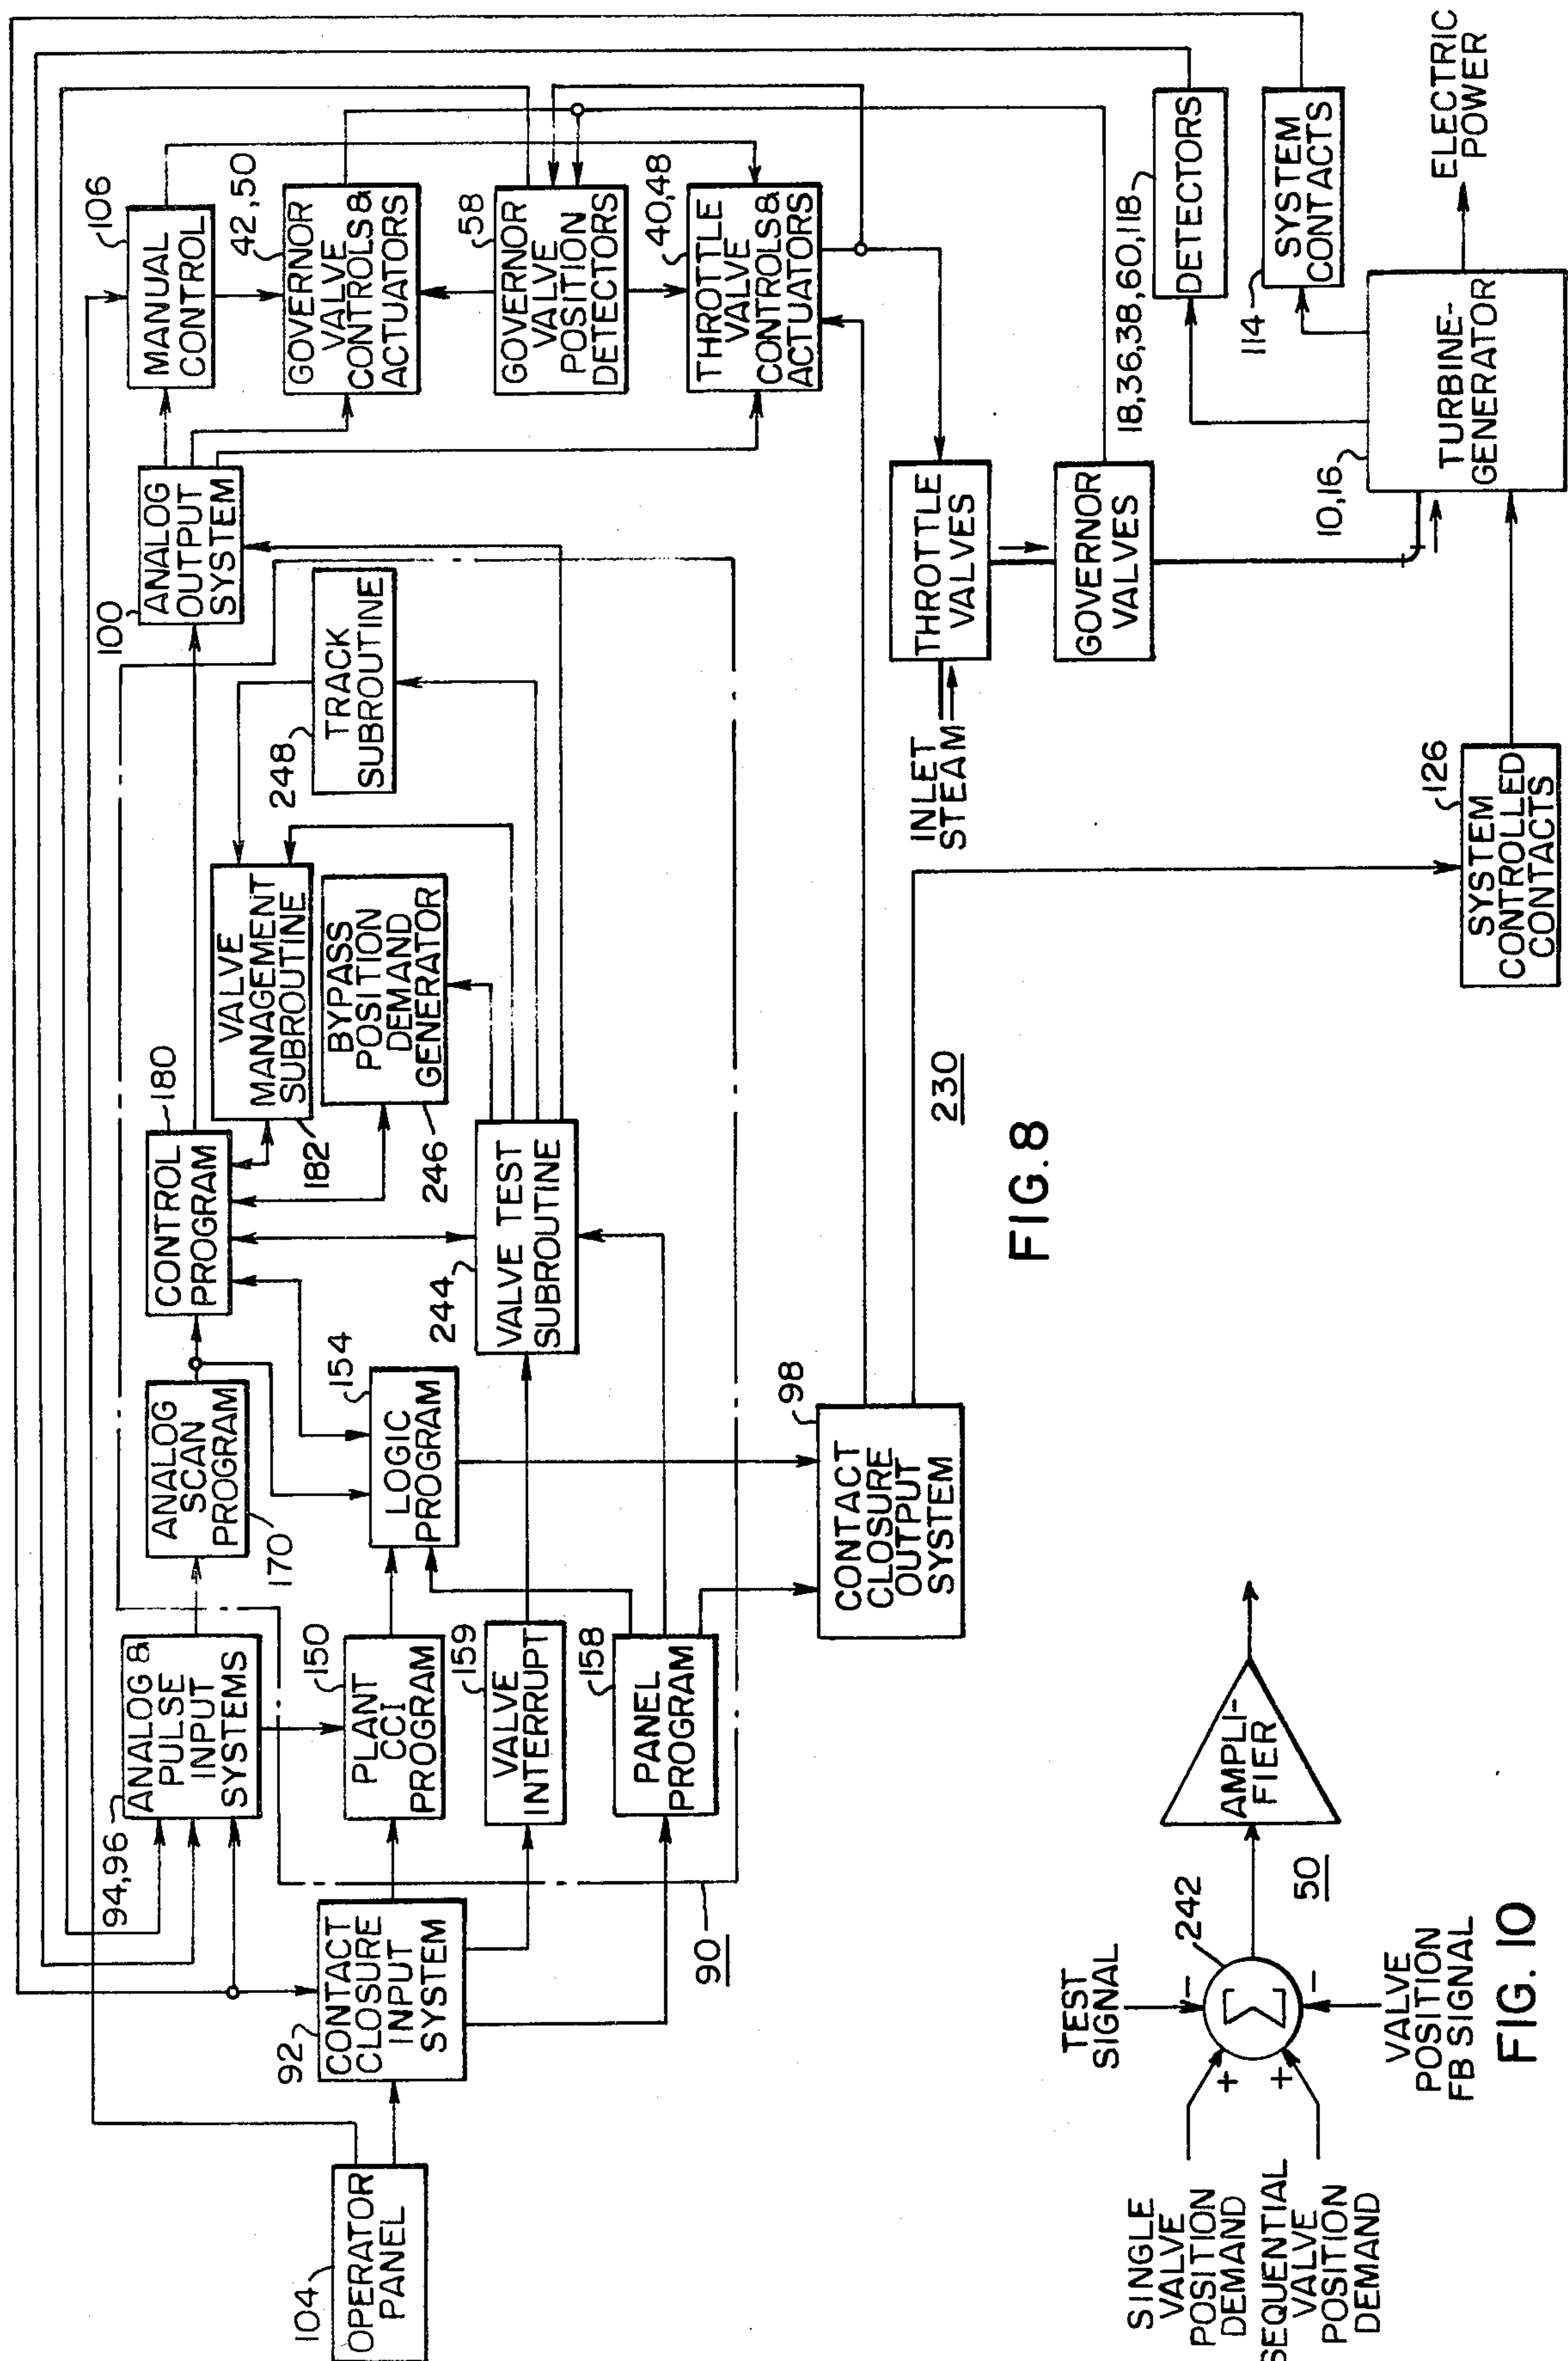 104
OPERATOR
PANEL
92
CONTACT
CLOSURE
INPUT
SYSTEM
94,96
ANALOG &
PULSE
INPUT
SYSTEMS
150
PLANT
CCI
PROGRAM
159
VALVE
INTERRUPT
158
PANEL
PROGRAM
90
170
ANALOG
SCAN
PROGRAM
154
LOGIC
PROGRAM
98
CONTACT
CLOSURE
OUTPUT
SYSTEM
180
CONTROL
PROGRAM
244
VALVE TEST
SUBROUTINE
182
VALVE
MANAGEMENT
SUBROUTINE
246
BYPASS
POSITION
DEMAND
GENERATOR
248
TRACK
SUBROUTINE
100
ANALOG
OUTPUT
SYSTEM
106
MANUAL
CONTROL
42,50
GOVERNOR
VALVE
CONTROLS &
ACTUATORS
58
GOVERNOR
VALVE
POSITION
DETECTORS
40,48
THROTTLE
VALVE
CONTROLS &
ACTUATORS
INLET
STEAM
THROTTLE
VALVES
GOVERNOR
VALVES
18,36,38,60,118
DETECTORS
114
SYSTEM
CONTACTS
10,16
TURBINE-
GENERATOR
ELECTRIC
POWER
126
SYSTEM
CONTROLLED
CONTACTS
230
FIG.8
TEST
SIGNAL
SINGLE
VALVE
POSITION
DEMAND
SEQUENTIAL
VALVE
POSITION
DEMAND
+
+
-
-
Σ
242
VALVE
POSITION
FB SIGNAL
50
AMPLI-
FIER
FIG. 10